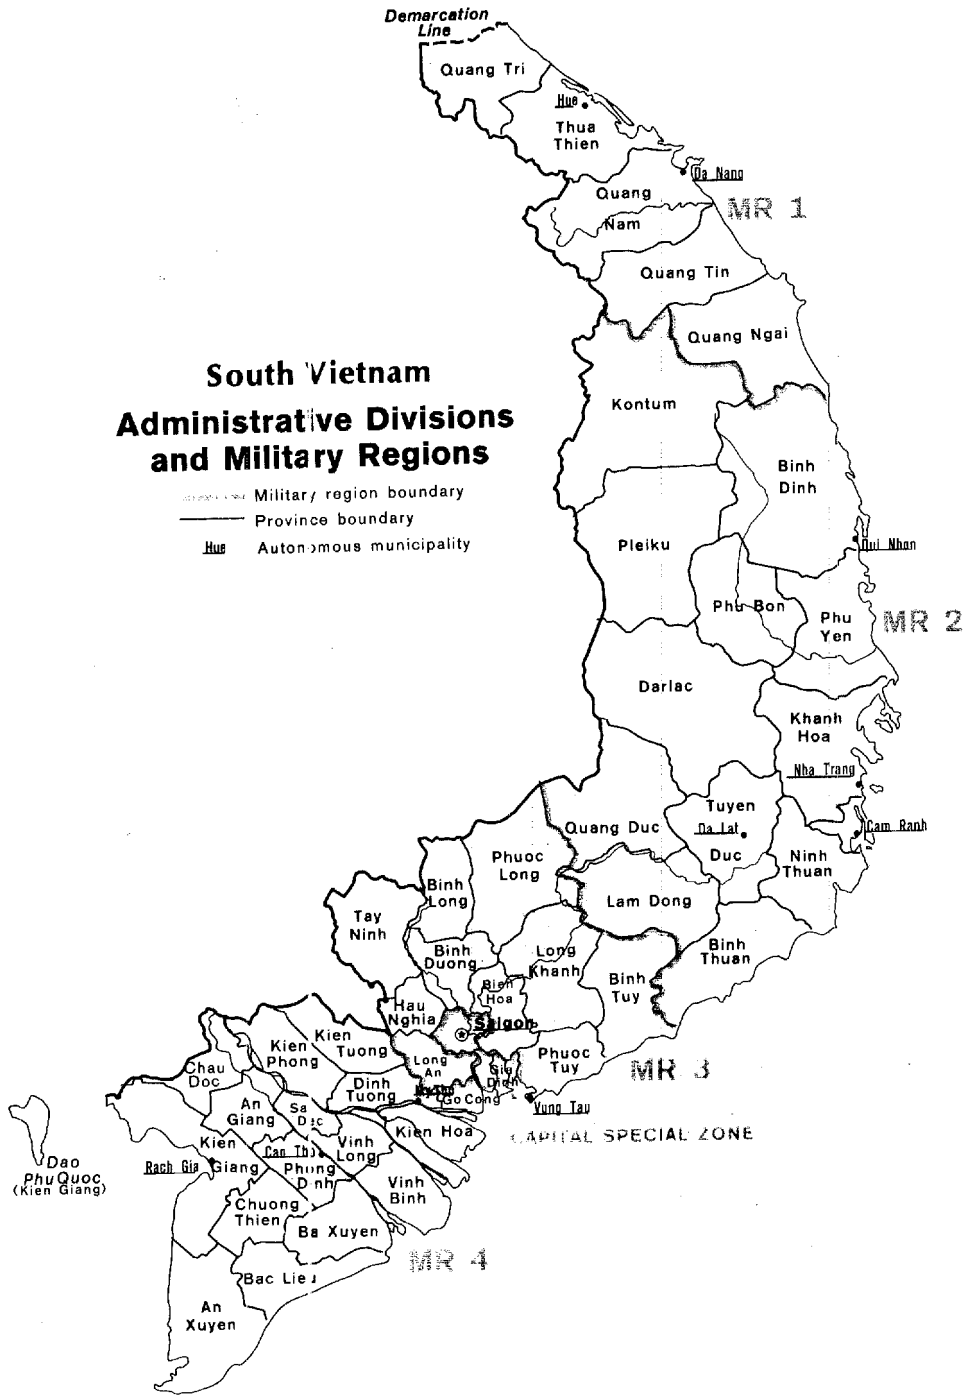 Demarcation
Line
Quang Tri
Hue
Thua
Thien
Da Nang
Quang
Nam
MR 1
Quang Tin
Quang Ngai
South Vietnam
Administrative Divisions
and Military Regions
Military region boundary
Province boundary
Hue Autonomous municipality
Kontum
Binh
Dinh
Pleiku
Qui Nhon
Phu Bon
Phu
Yen
MR 2
Darlac
Khanh
Hoa
Nha Trang
Tuyen
Duc
Da Lat
Cam Ranh
Quang Duc
Ninh
Thuan
Phuoc
Long
Binh
Long
Lam Dong
Tay
Ninh
Binh
Duong
Long
Khanh
Binh
Thuan
Binh
Tuy
Bien
Hoa
Hau
Nghia
Saigon
Kien
Tuong
Kien
Phong
Long
An
Gia
Dinh
Phuoc
Tuy
MR 3
Chau
Doc
Dinh
Tuong
My Tho
Go Cong
Vung Tau
An
Giang
Sa
Dec
Kien Hoa
CAPITAL SPECIAL ZONE
Kien
Giang
Can Tho
Vinh
Long
Rach Gia
Phong
Dinh
Dao
Phu Quoc
(Kien Giang)
Vinh
Binh
Chuong
Thien
Ba Xuyen
MR 4
Bac Lieu
An
Xuyen